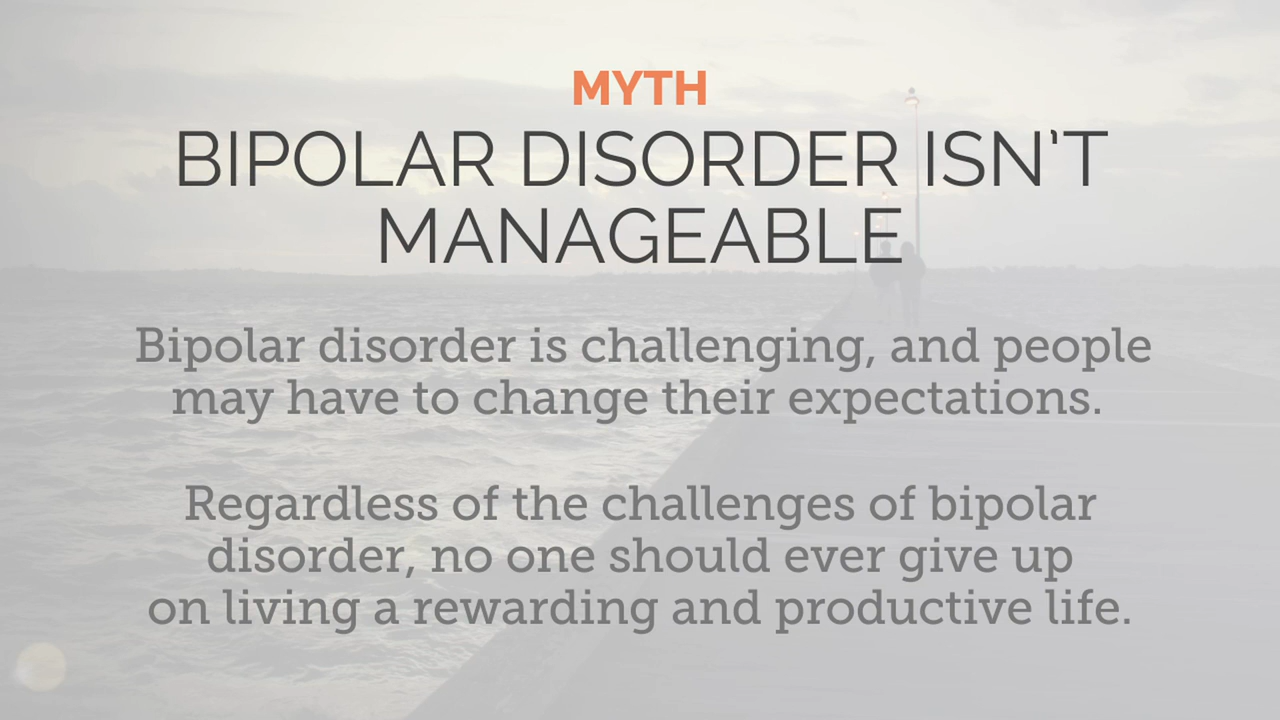 MYTH
BIPOLAR DISORDER ISN'T
MANAGEABLE
Bipolar disorder is challenging, and people
may have to change their expectations.
Regardless of the challenges of bipolar
disorder, no one should ever give up
on living a rewarding and productive life.